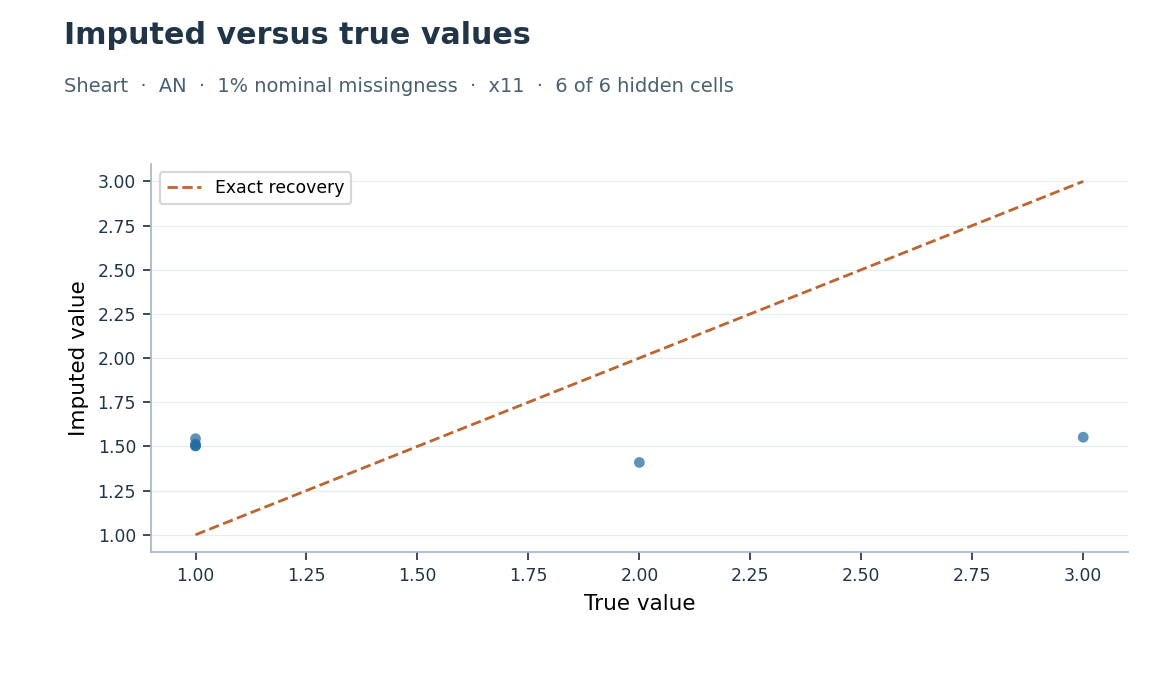 Imputed versus true values
Sheart · AN · 1% nominal missingness · x11 · 6 of 6 hidden cells
Exact recovery
3.00
2.75
2.50
2.25
2.00
1.75
1.50
1.25
1.00
Imputed value
1.00 1.25 1.50 1.75 2.00 2.25 2.50 2.75 3.00
True value